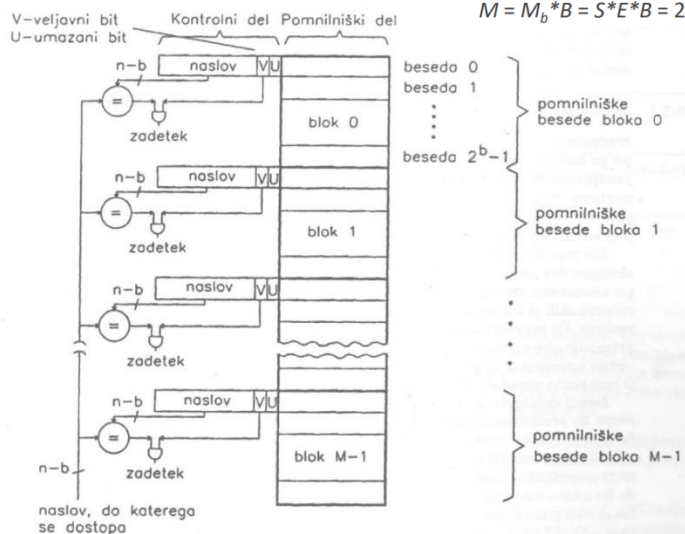 V-veljavni bit
U-umazani bit
Kontrolni del
Pomnilniški del
M = M_b*B = S*E*B = 2
n-b
naslov
V U
=
zadetek
blok 0
beseda 0
beseda 1
beseda 2^b-1
pomnilniške
besede bloka 0
n-b
naslov
V U
=
zadetek
blok 1
pomnilniške
besede bloka 1
n-b
naslov
V U
=
zadetek
n-b
naslov
V U
=
zadetek
blok M-1
pomnilniške
besede bloka M-1
n-b
naslov, do katerega
se dostopa